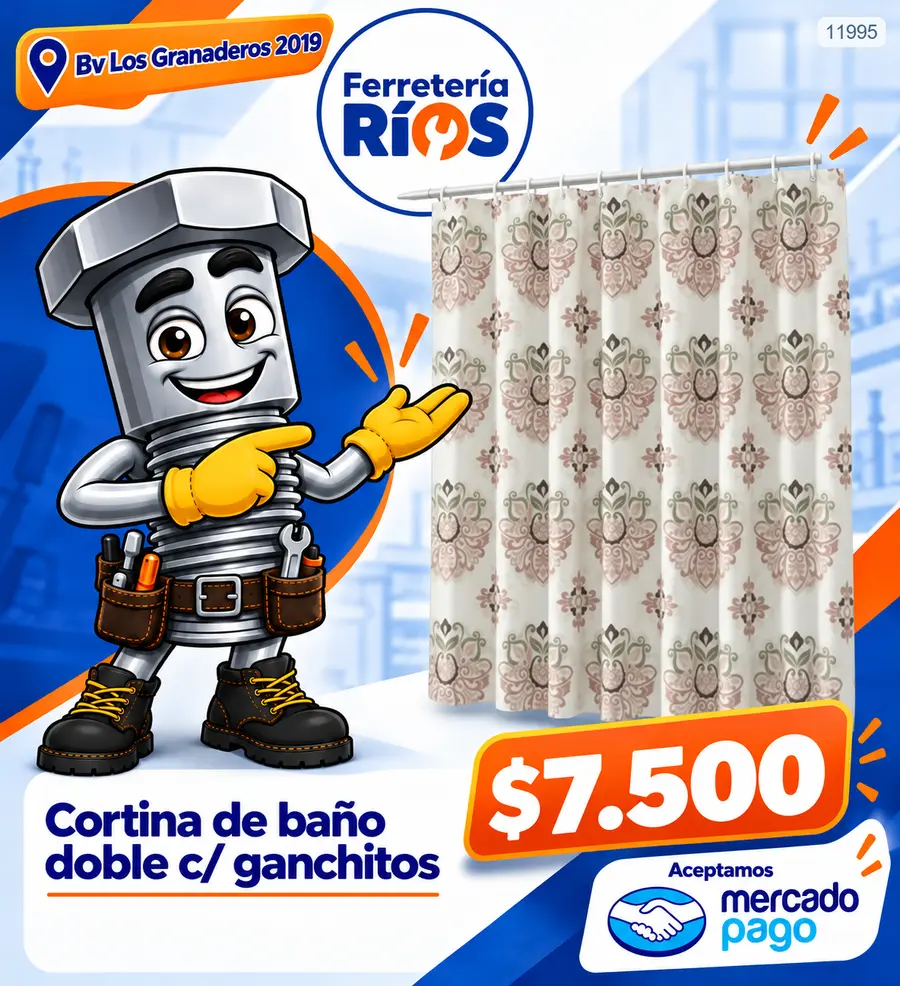 Bv Los Granaderos 2019
Ferretería
RÍOS
11995
$7.500
Cortina de baño
doble c/ ganchitos
Aceptamos
mercado
pago